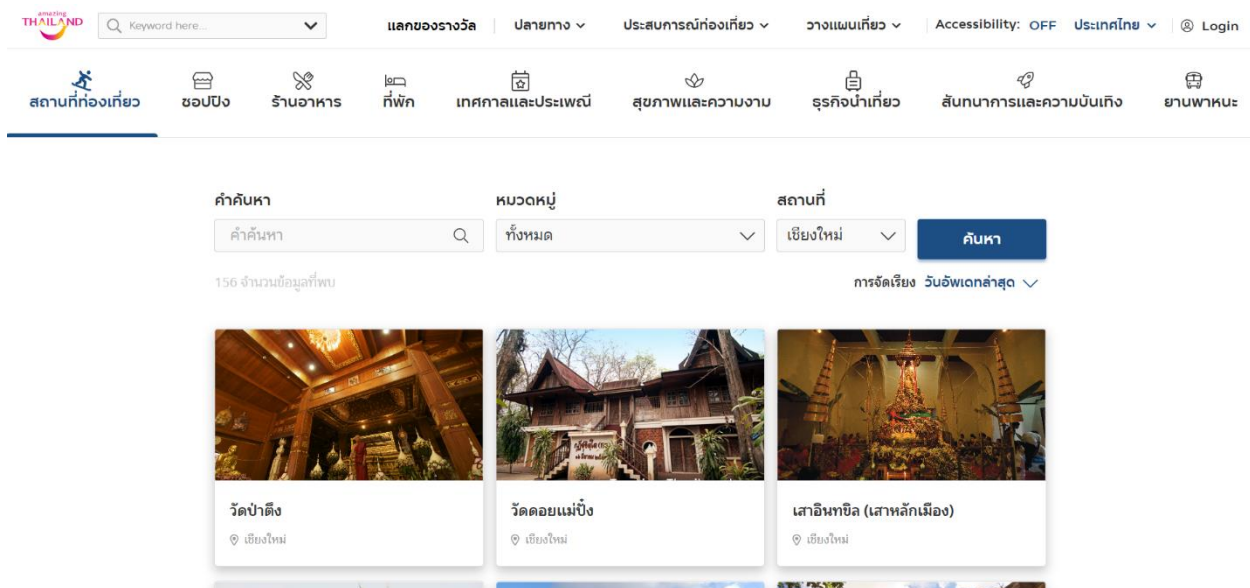 amazing
THAILAND
Keyword here...
แลกของรางวัล
ปลายทาง
ประสบการณ์ท่องเที่ยว
วางแผนเที่ยว
Accessibility: OFF
ประเทศไทย
Login
สถานที่ท่องเที่ยว
ชอปปิง
ร้านอาหาร
ที่พัก
เทศกาลและประเพณี
สุขภาพและความงาม
ธุรกิจนำเที่ยว
สันทนาการและความบันเทิง
ยานพาหนะ
คำค้นหา
หมวดหมู่
สถานที่
คำค้นหา
ทั้งหมด
เชียงใหม่
ค้นหา
156 จำนวนข้อมูลที่พบ
การจัดเรียง วันอัพเดทล่าสุด
วัดป่าตึง
เชียงใหม่
วัดดอยแม่ปั๋ง
เชียงใหม่
เสาอินทขิล (เสาหลักเมือง)
เชียงใหม่